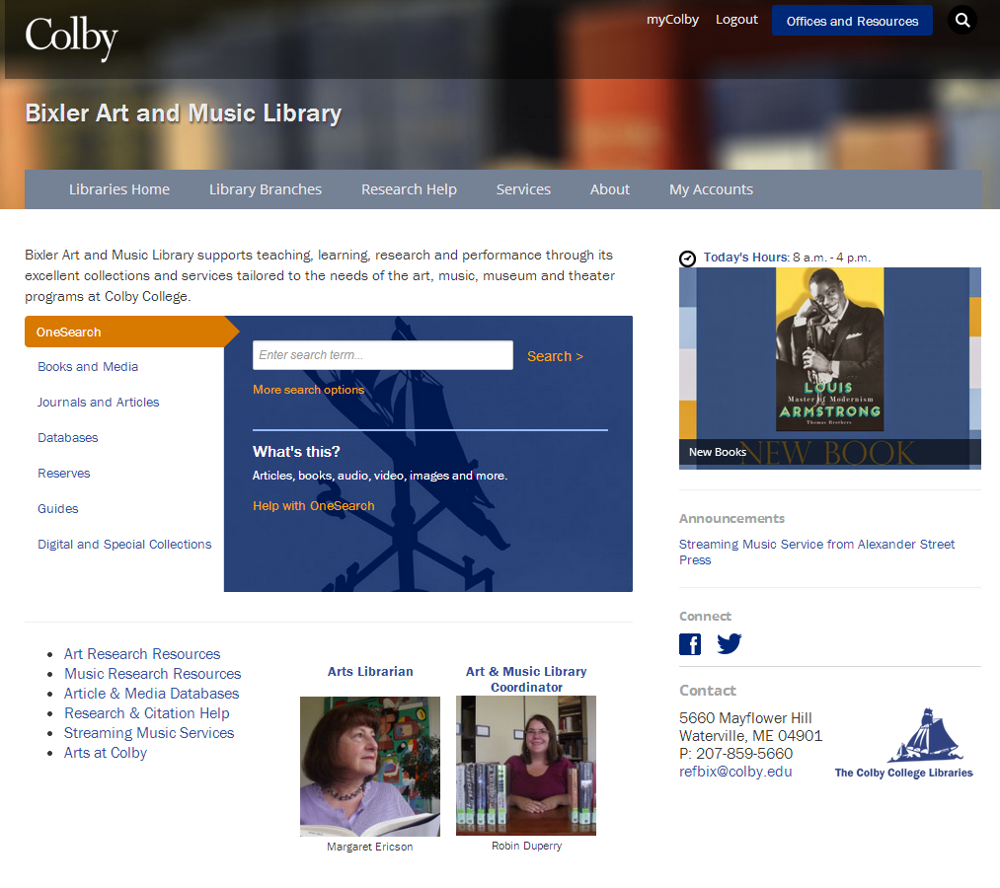 Colby
myColby Logout Offices and Resources
Bixler Art and Music Library
Libraries Home Library Branches Research Help Services About My Accounts
Bixler Art and Music Library supports teaching, learning, research and performance through its
excellent collections and services tailored to the needs of the art, music, museum and theater
programs at Colby College.
OneSearch
Books and Media
Journals and Articles
Databases
Reserves
Guides
Digital and Special Collections
Enter search term... Search >
More search options
What's this?
Articles, books, audio, video, images and more.
Help with OneSearch
Art Research Resources
Music Research Resources
Article & Media Databases
Research & Citation Help
Streaming Music Services
Arts at Colby
Arts Librarian
Margaret Ericson
Art & Music Library
Coordinator
Robin Duperry
Today's Hours: 8 a.m. - 4 p.m.
LOUIS
Master of Modernism
ARMSTRONG
Thomas Brothers
NEW BOOK
New Books
Announcements
Streaming Music Service from Alexander Street
Press
Connect
Contact
5660 Mayflower Hill
Waterville, ME 04901
P: 207-859-5660
refbix@colby.edu
The Colby College Libraries